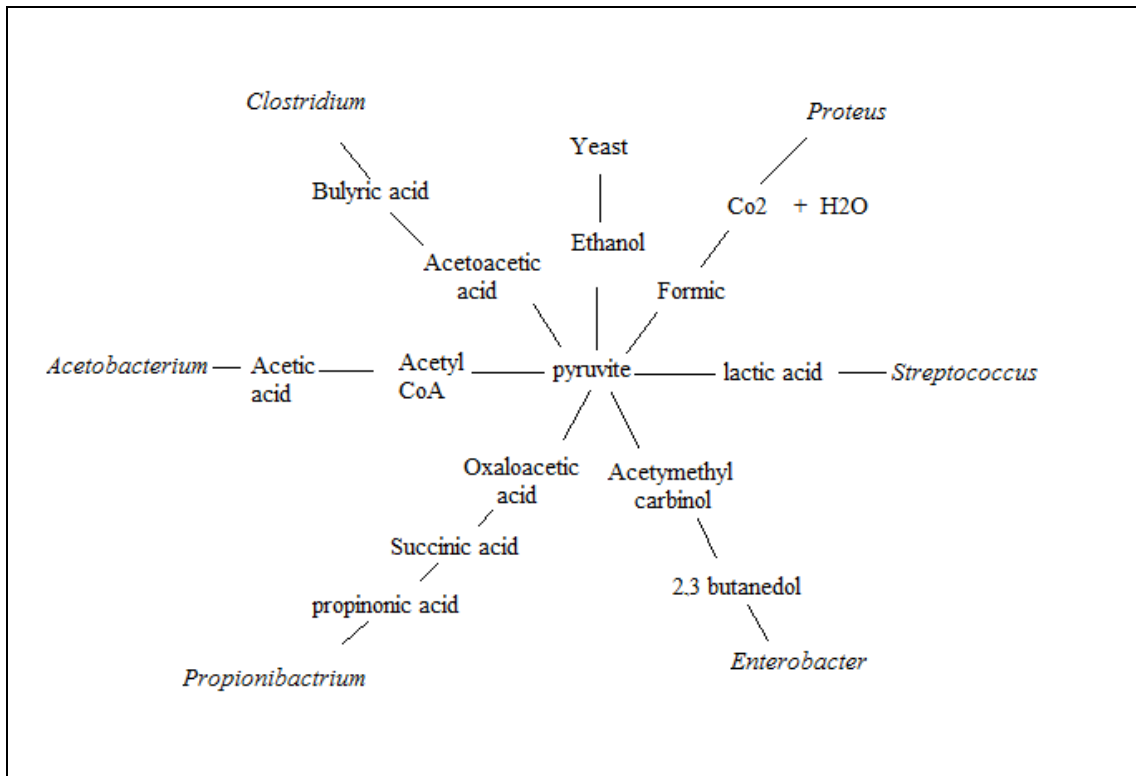 Clostridium
Proteus
Yeast
Bulyric acid
Co2 + H2O
Ethanol
Acetoacetic
acid
Formic
Acetobacterium
Acetic
acid
Acetyl
CoA
pyruvite
lactic acid
Streptococcus
Oxaloacetic
acid
Acetymethyl
carbinol
Succinic acid
2,3 butanedol
propinonic acid
Enterobacter
Propionibactrium